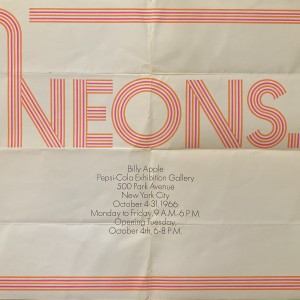 NEONS.
Billy Apple
Pepsi-Cola Exhibition Gallery
500 Park Avenue
New York City
October 4-31, 1966
Monday to Friday, 9 A.M.-6 P.M.
Opening Tuesday,
October 4th, 6-8 P.M.